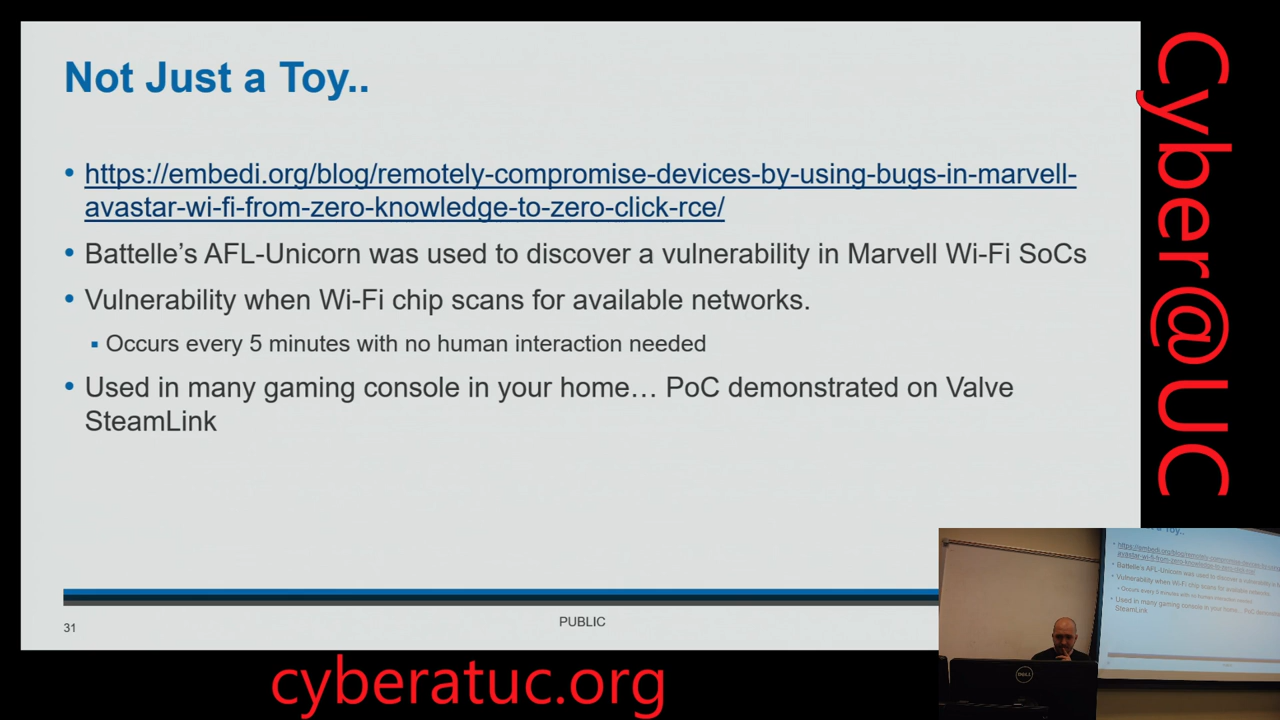 Not Just a Toy..
• https://embedi.org/blog/remotely-compromise-devices-by-using-bugs-in-marvell-
avastar-wi-fi-from-zero-knowledge-to-zero-click-rce/
• Battelle's AFL-Unicorn was used to discover a vulnerability in Marvell Wi-Fi SoCs
• Vulnerability when Wi-Fi chip scans for available networks.
▪ Occurs every 5 minutes with no human interaction needed
• Used in many gaming console in your home… PoC demonstrated on Valve
SteamLink
31
PUBLIC
Cyber@UC
cyberatuc.org
DELL